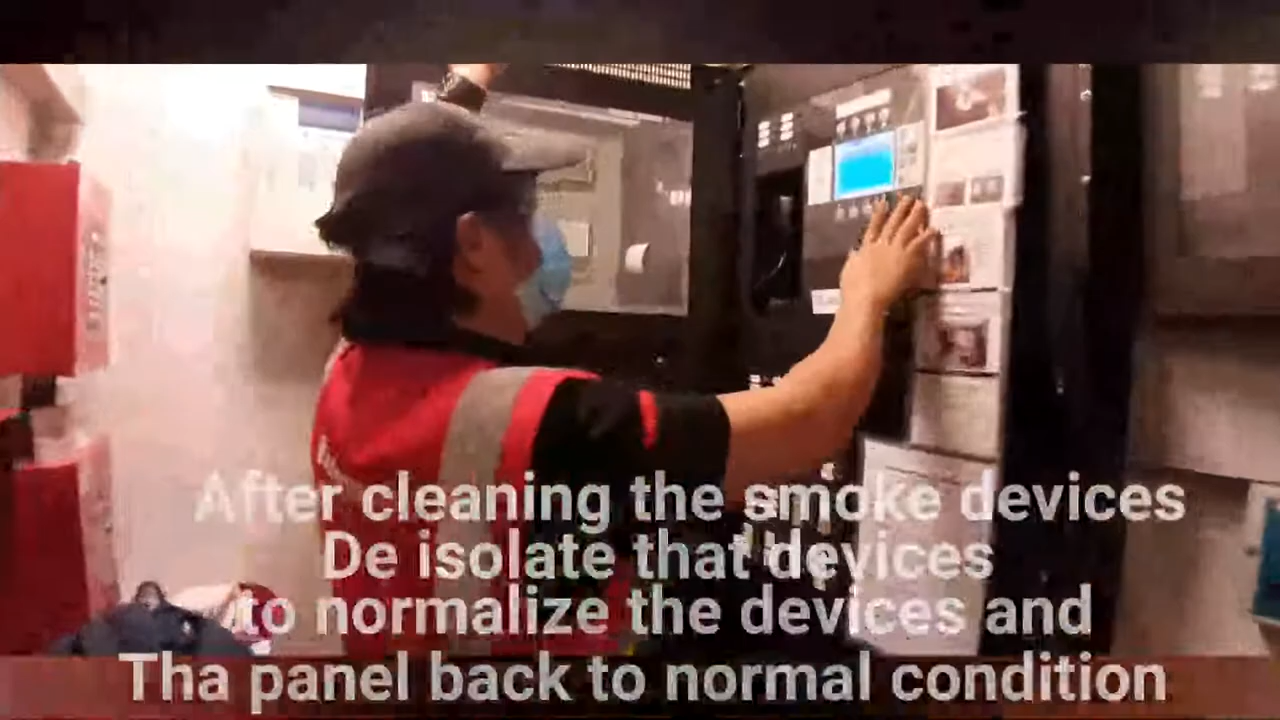 After cleaning the smoke devices
De isolate that devices
to normalize the devices and
Tha panel back to normal condition